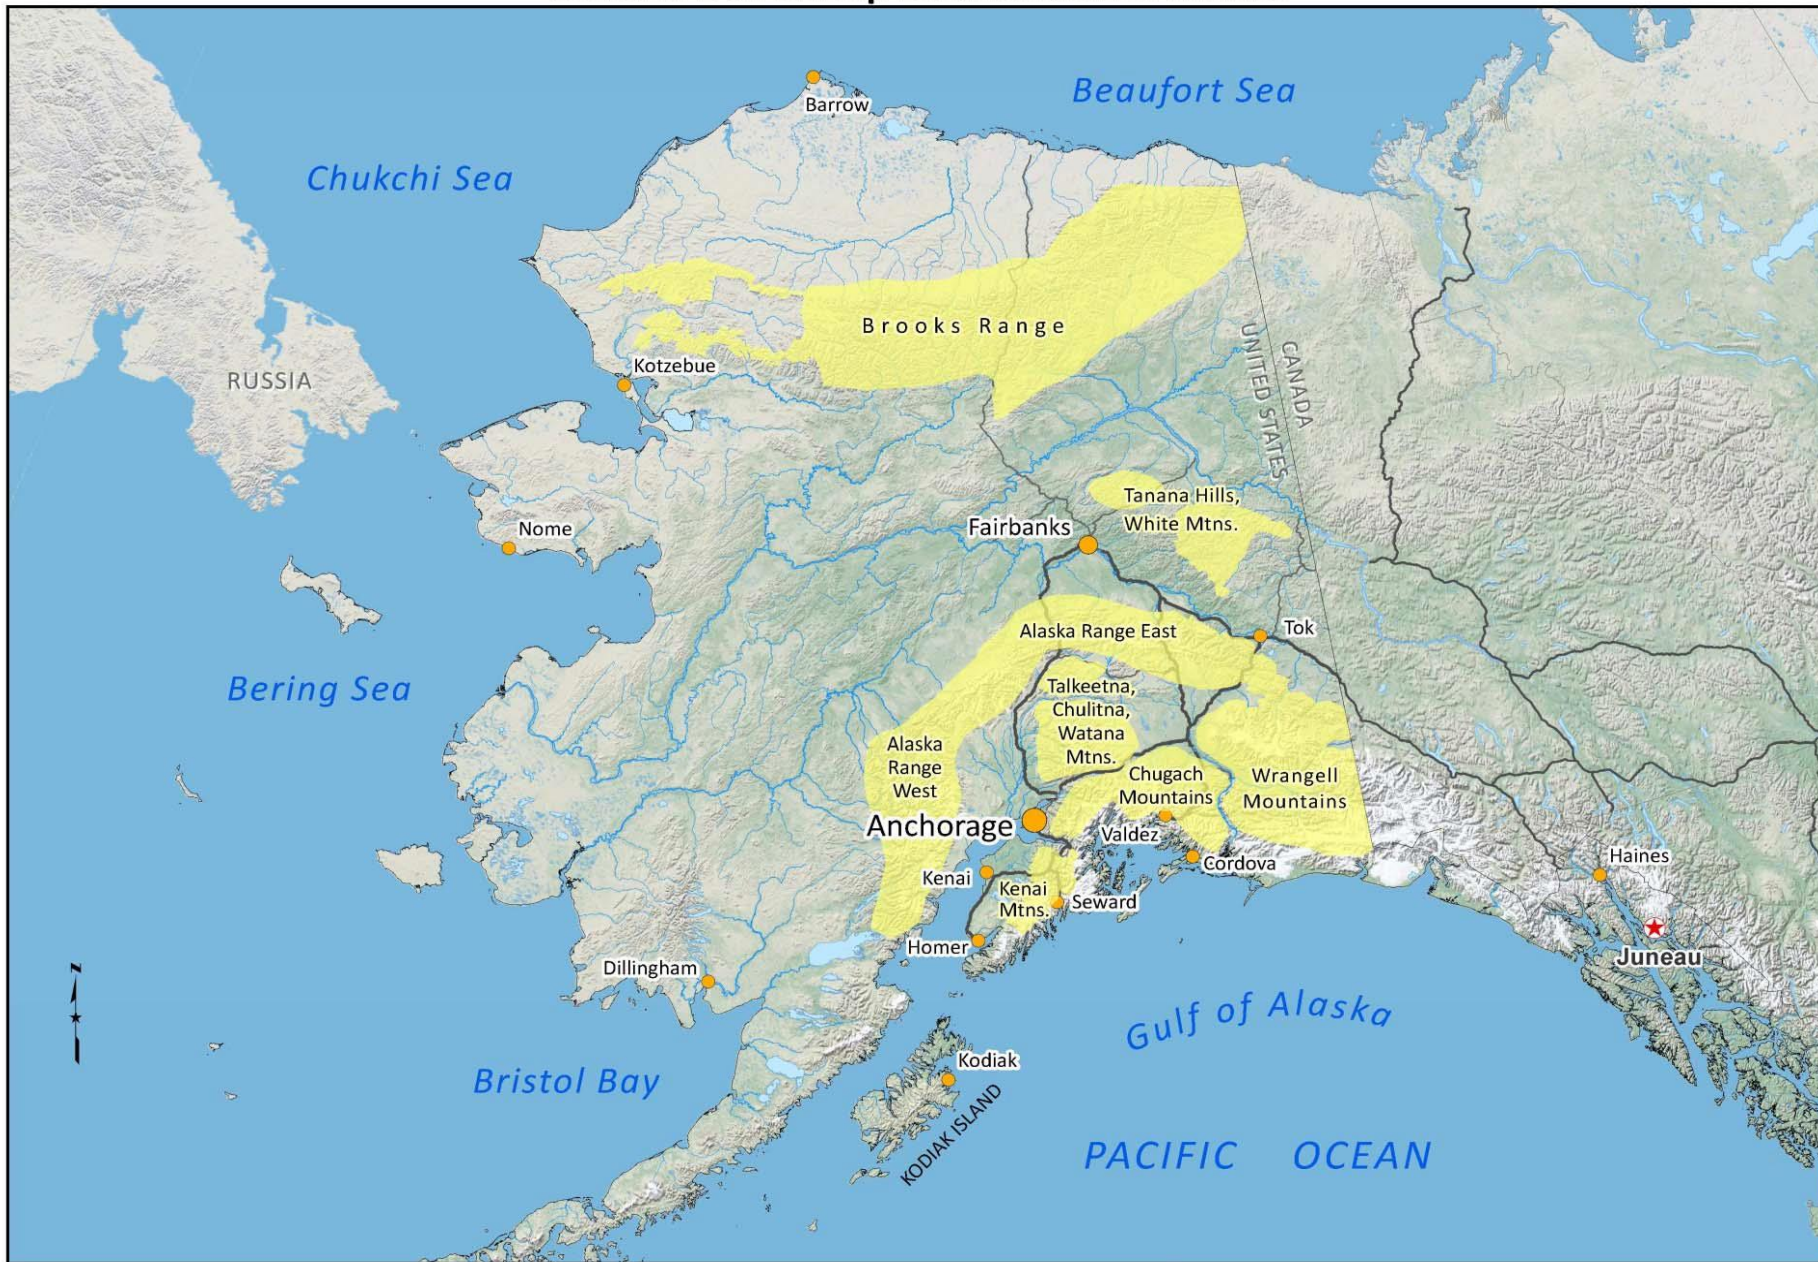 Beaufort Sea
Barrow
Chukchi Sea
Brooks Range
RUSSIA
Kotzebue
CANADA
UNITED STATES
Tanana Hills,
White Mtns.
Fairbanks
Nome
Alaska Range East
Tok
Bering Sea
Talkeetna,
Chulitna,
Watana
Mtns.
Alaska
Range
West
Chugach
Mountains
Wrangell
Mountains
Anchorage
Valdez
Cordova
Haines
Kenai
Kenai
Mtns.
Seward
Homer
Juneau
Dillingham
N
Gulf of Alaska
Kodiak
Bristol Bay
KODIAK ISLAND
PACIFIC OCEAN